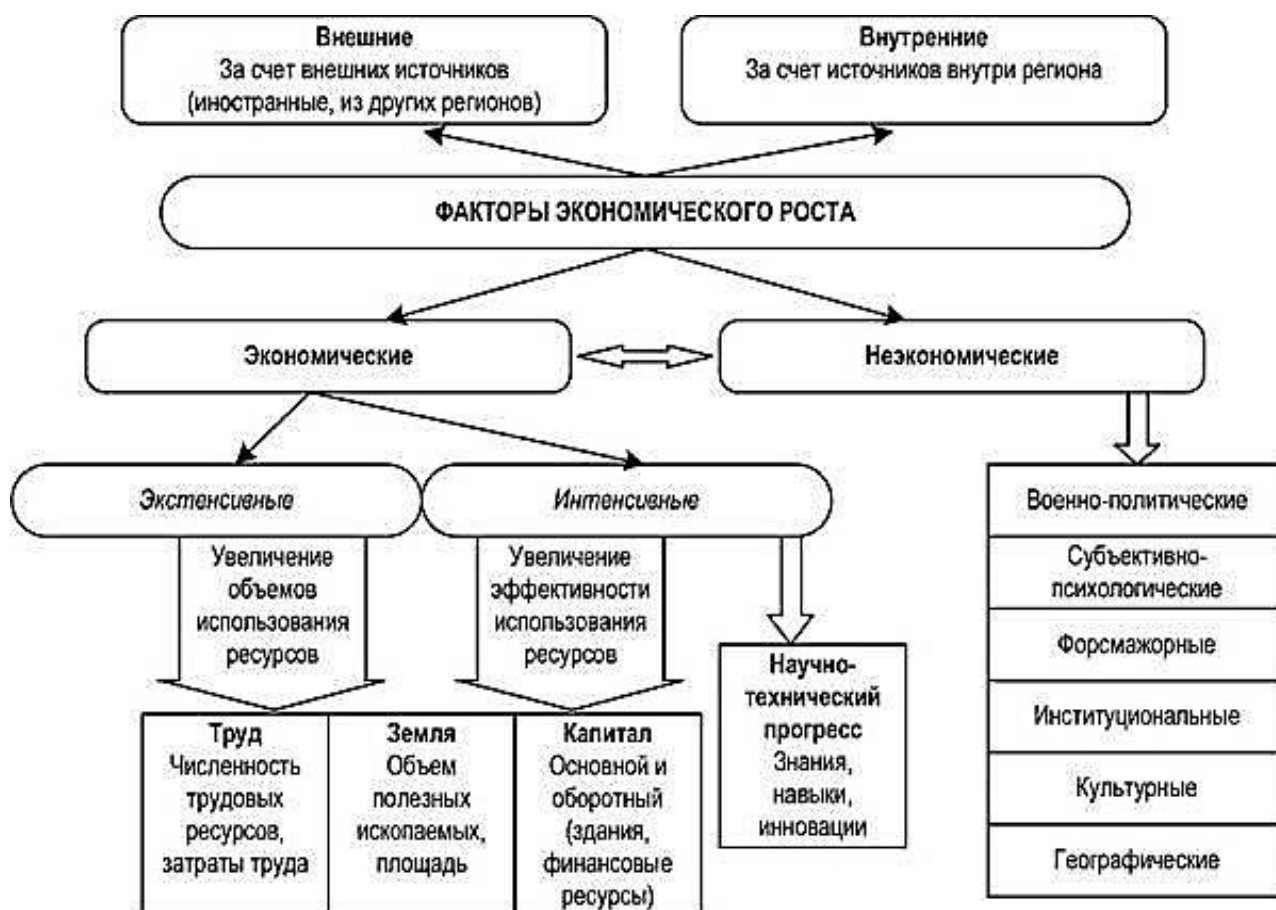 Внешние
За счет внешних источников
(иностранные, из других регионов)
Внутренние
За счет источников внутри региона
ФАКТОРЫ ЭКОНОМИЧЕСКОГО РОСТА
Экономические
Неэкономические
Экстенсивные
Интенсивные
Увеличение
объемов
использования
ресурсов
Увеличение
эффективности
использования
ресурсов
Труд
Численность
трудовых
ресурсов,
затраты труда
Земля
Объем
полезных
ископаемых,
площадь
Капитал
Основной и
оборотный
(здания,
финансовые
ресурсы)
Научно-
технический
прогресс
Знания,
навыки,
инновации
Военно-политические
Субъективно-
психологические
Форсмажорные
Институциональные
Культурные
Географические